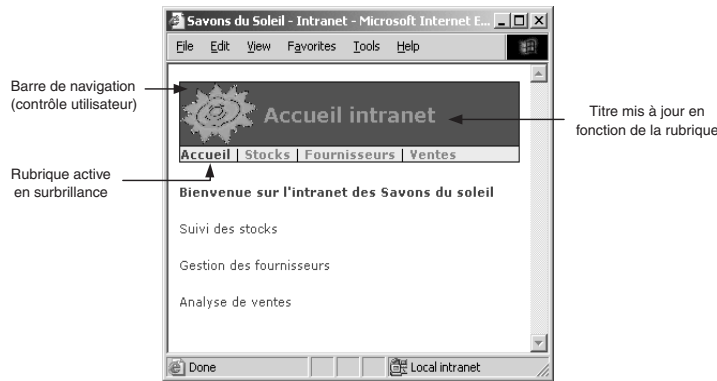 Savons du Soleil - Intranet - Microsoft Internet E...
File Edit View Favorites Tools Help
Barre de navigation
(contrôle utilisateur)
Accueil intranet
Titre mis à jour en
fonction de la rubrique
Accueil | Stocks | Fournisseurs | Ventes
Rubrique active
en surbrillance
Bienvenue sur l'intranet des Savons du soleil
Suivi des stocks
Gestion des fournisseurs
Analyse de ventes
Done
Local intranet